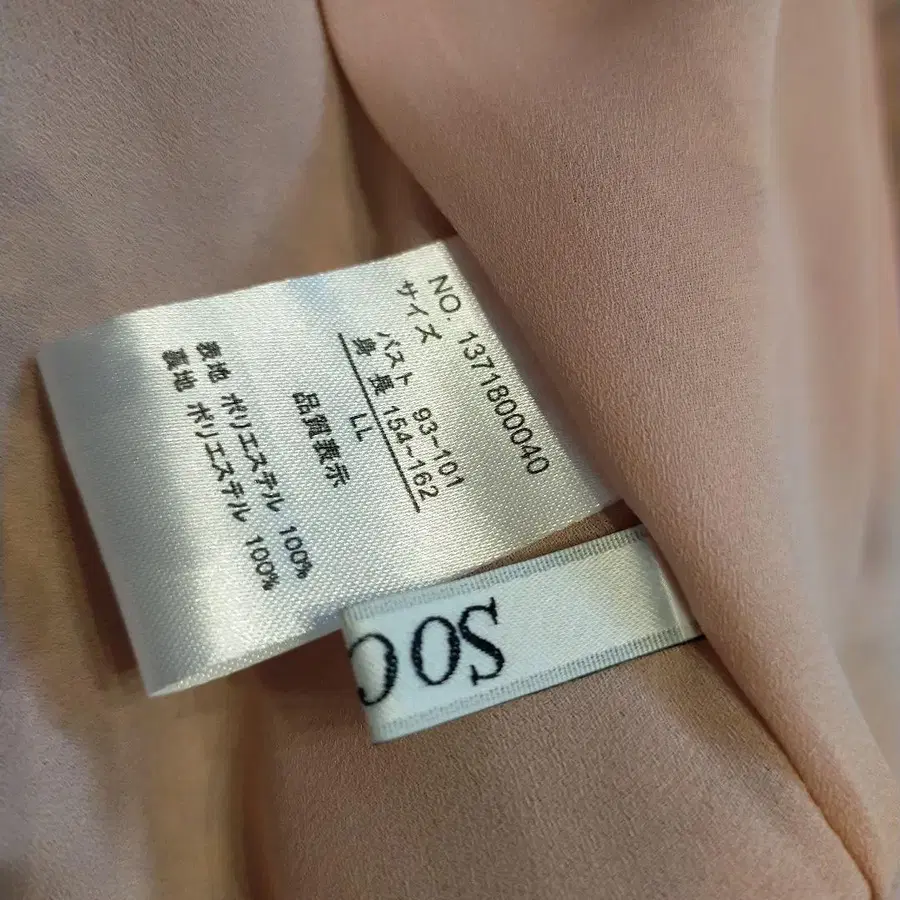 NO. 1371800040
サイズ
バスト 93~101
身 長 154~162
LL
品質表示
表地 ポリエステル 100%
裏地 ポリエステル 100%
SOC